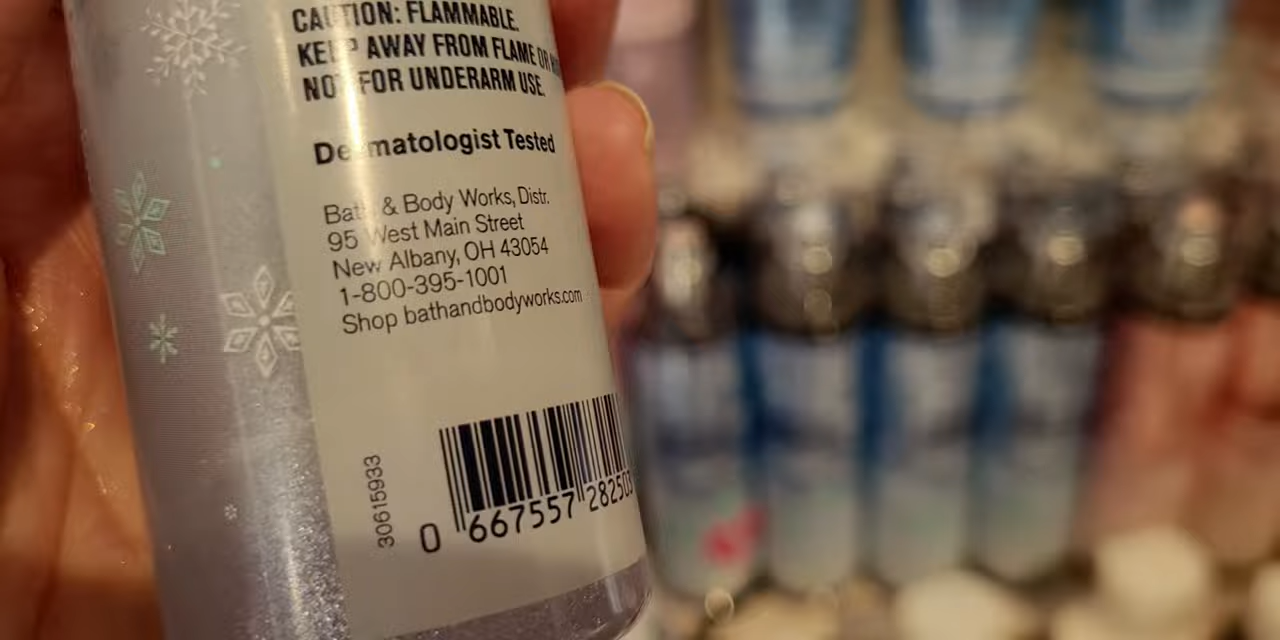 CAUTION: FLAMMABLE.
KEEP AWAY FROM FLAME OR
NOT FOR UNDERARM USE.
Dermatologist Tested
Bath & Body Works, Distr.
95 West Main Street
New Albany, OH 43054
1-800-395-1001
Shop bathandbodyworks.com
30615933
0 667557 282503